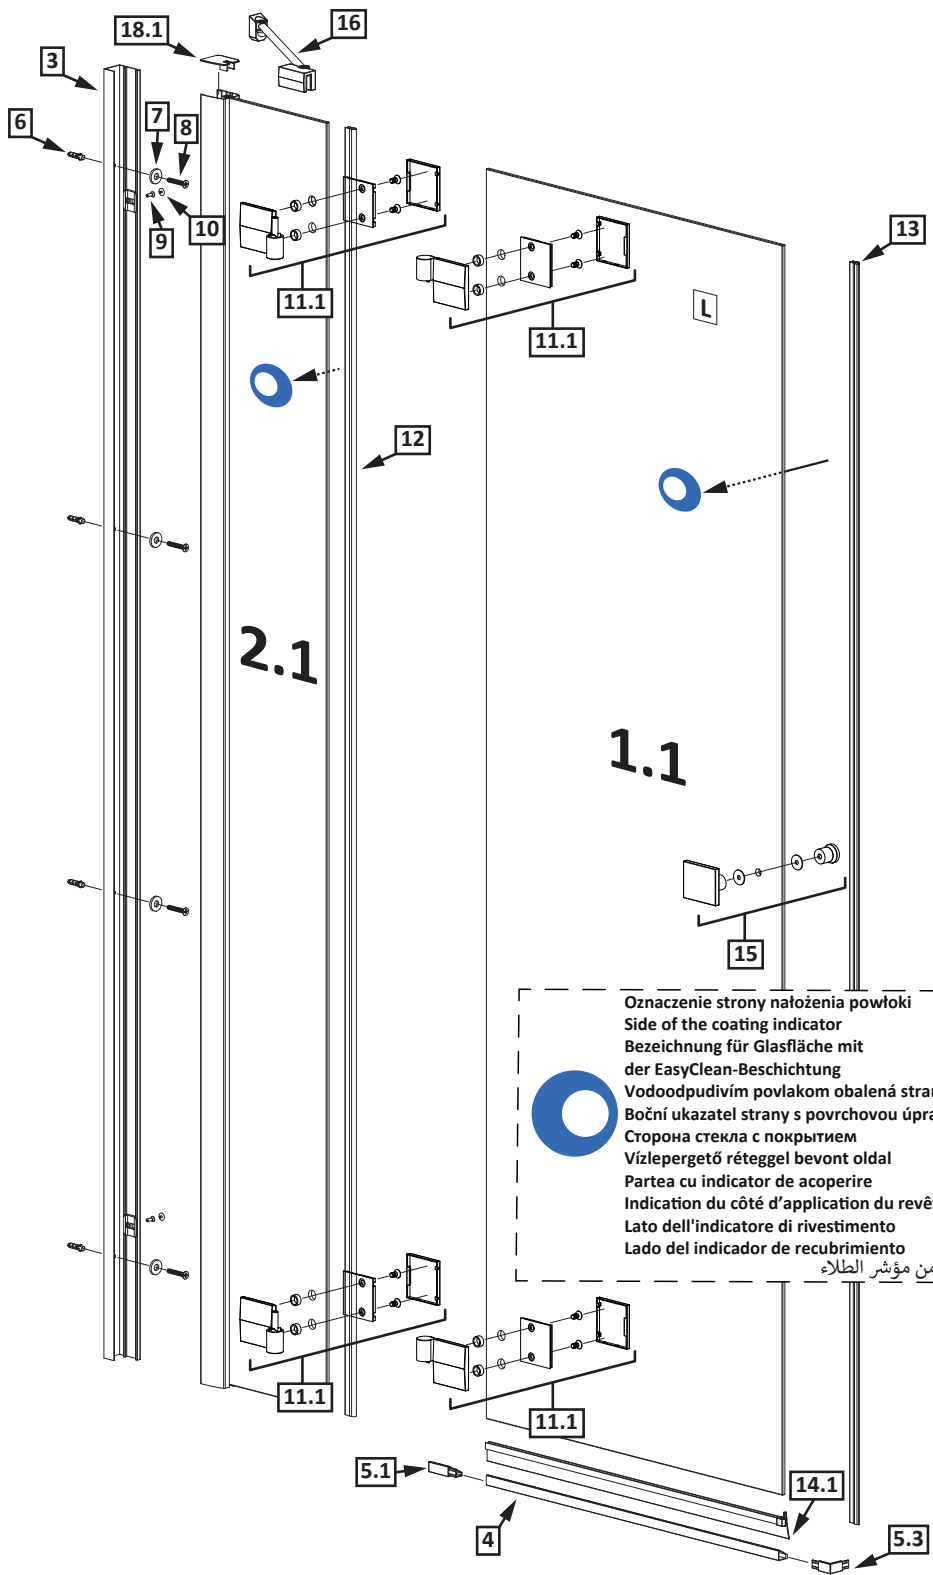 16
18.1
3
7
8
6
13
10
9
11.1
L
11.1
12
2.1
1.1
15
Oznaczenie strony nałożenia powłoki
Side of the coating indicator
Bezeichnung für Glasfläche mit
der EasyClean-Beschichtung
Vodoodpudivím povlakom obalená
Boční ukazatel strany s povrchovou
Сторона стекла с покрытием
Vízlepergető réteggel bevont oldal
Partea cu indicator de acoperire
Indication du côté d’application du
Lato dell'indicatore di rivestimento
Lado del indicador de recubrimiento
من مؤشر الطلاء
11.1
11.1
5.1
14.1
4
5.3